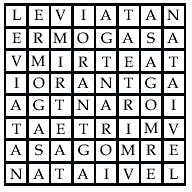 L E V I A T A N
E R M O G A S A
V M I R T E A T
I O R A N T G A
A G T N A R O I
T A E T R I M V
A S A G O M R E
N A T A I V E L